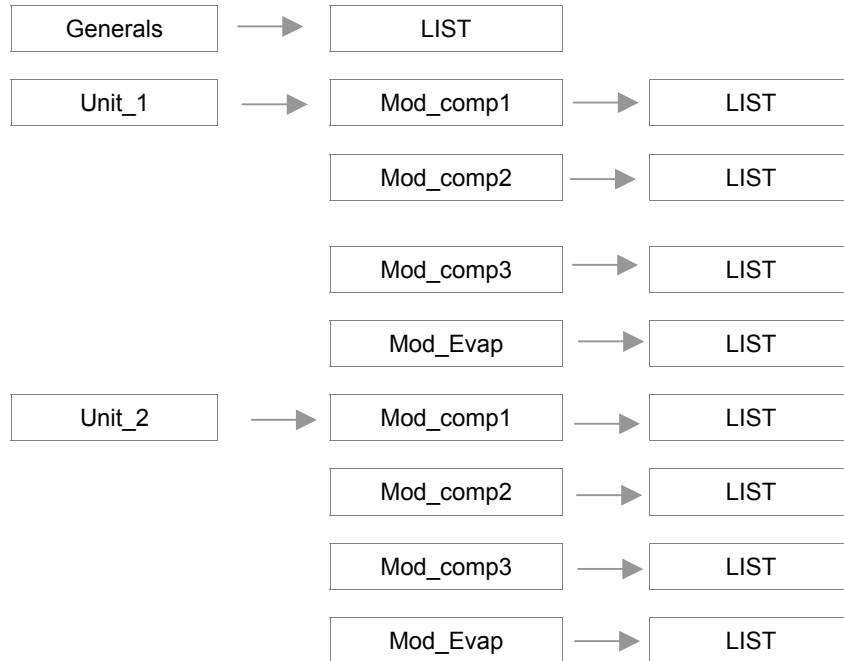 Generals LIST
Unit_1 Mod_comp1 LIST
Mod_comp2 LIST
Mod_comp3 LIST
Mod_Evap LIST
Unit_2 Mod_comp1 LIST
Mod_comp2 LIST
Mod_comp3 LIST
Mod_Evap LIST